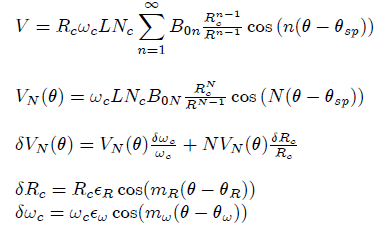 V = R_c ω_c L N_c ∑_{n=1}^{∞} B_{0n} \frac{R_c^{n-1}}{R^{n-1}} cos (n(θ − θ_{sp}))
V_N(θ) = ω_c L N_c B_{0N} \frac{R_c^N}{R^{N-1}} cos (N(θ − θ_{sp}))
δV_N(θ) = V_N(θ) \frac{δω_c}{ω_c} + N V_N(θ) \frac{δR_c}{R_c}
δR_c = R_c ϵ_R cos(m_R(θ − θ_R))
δω_c = ω_c ϵ_ω cos(m_ω(θ − θ_ω))